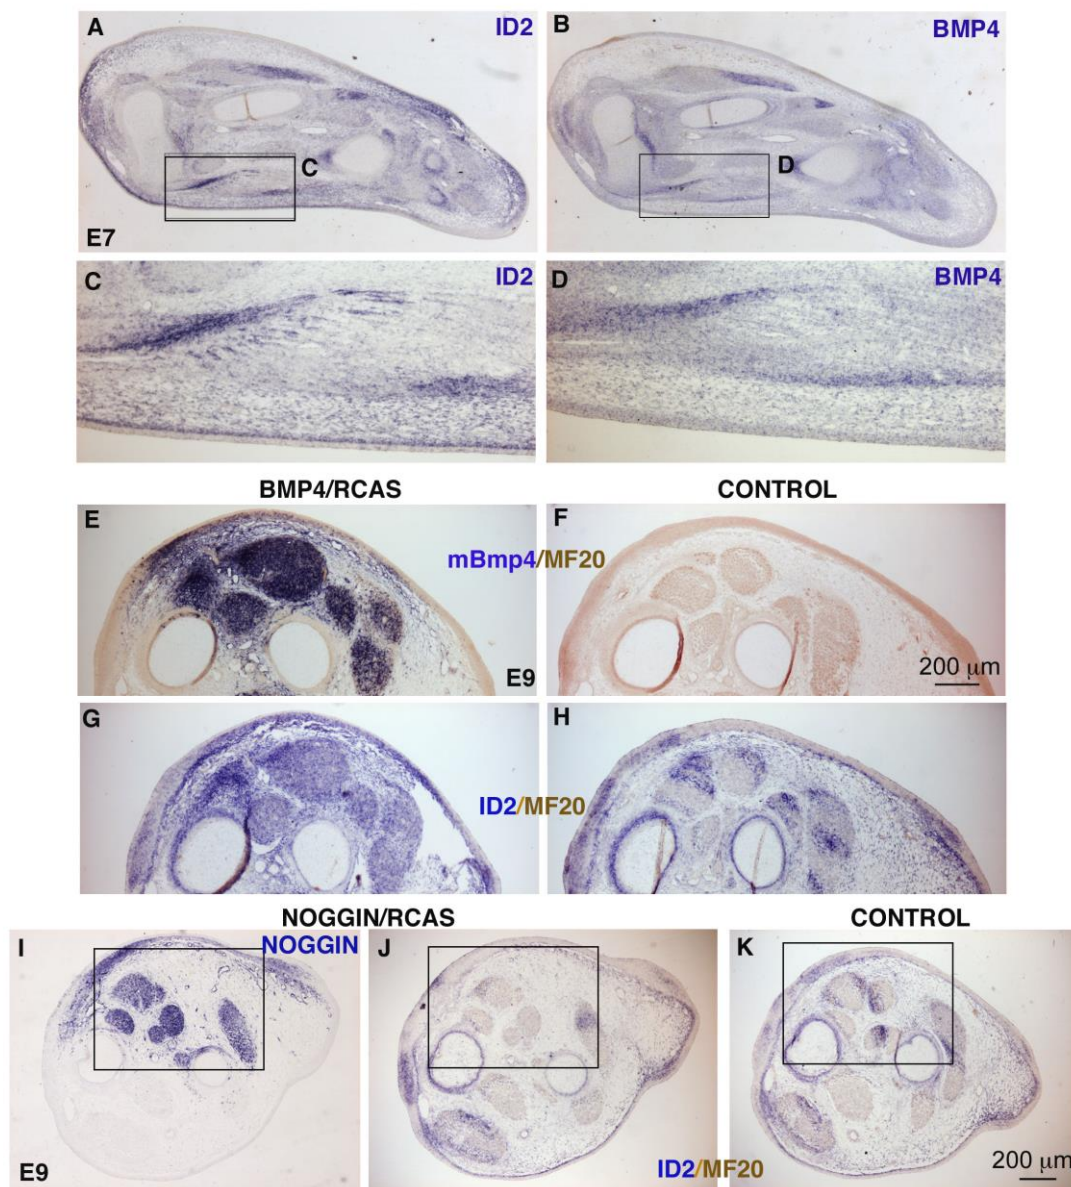 A ID2
B BMP4
C
D
E7
C ID2
D BMP4
BMP4/RCAS CONTROL
E F
mBmp4/MF20
E9
200 µm
G H
ID2/MF20
NOGGIN/RCAS CONTROL
I NOGGIN
J
K
E9
ID2/MF20
200 µm